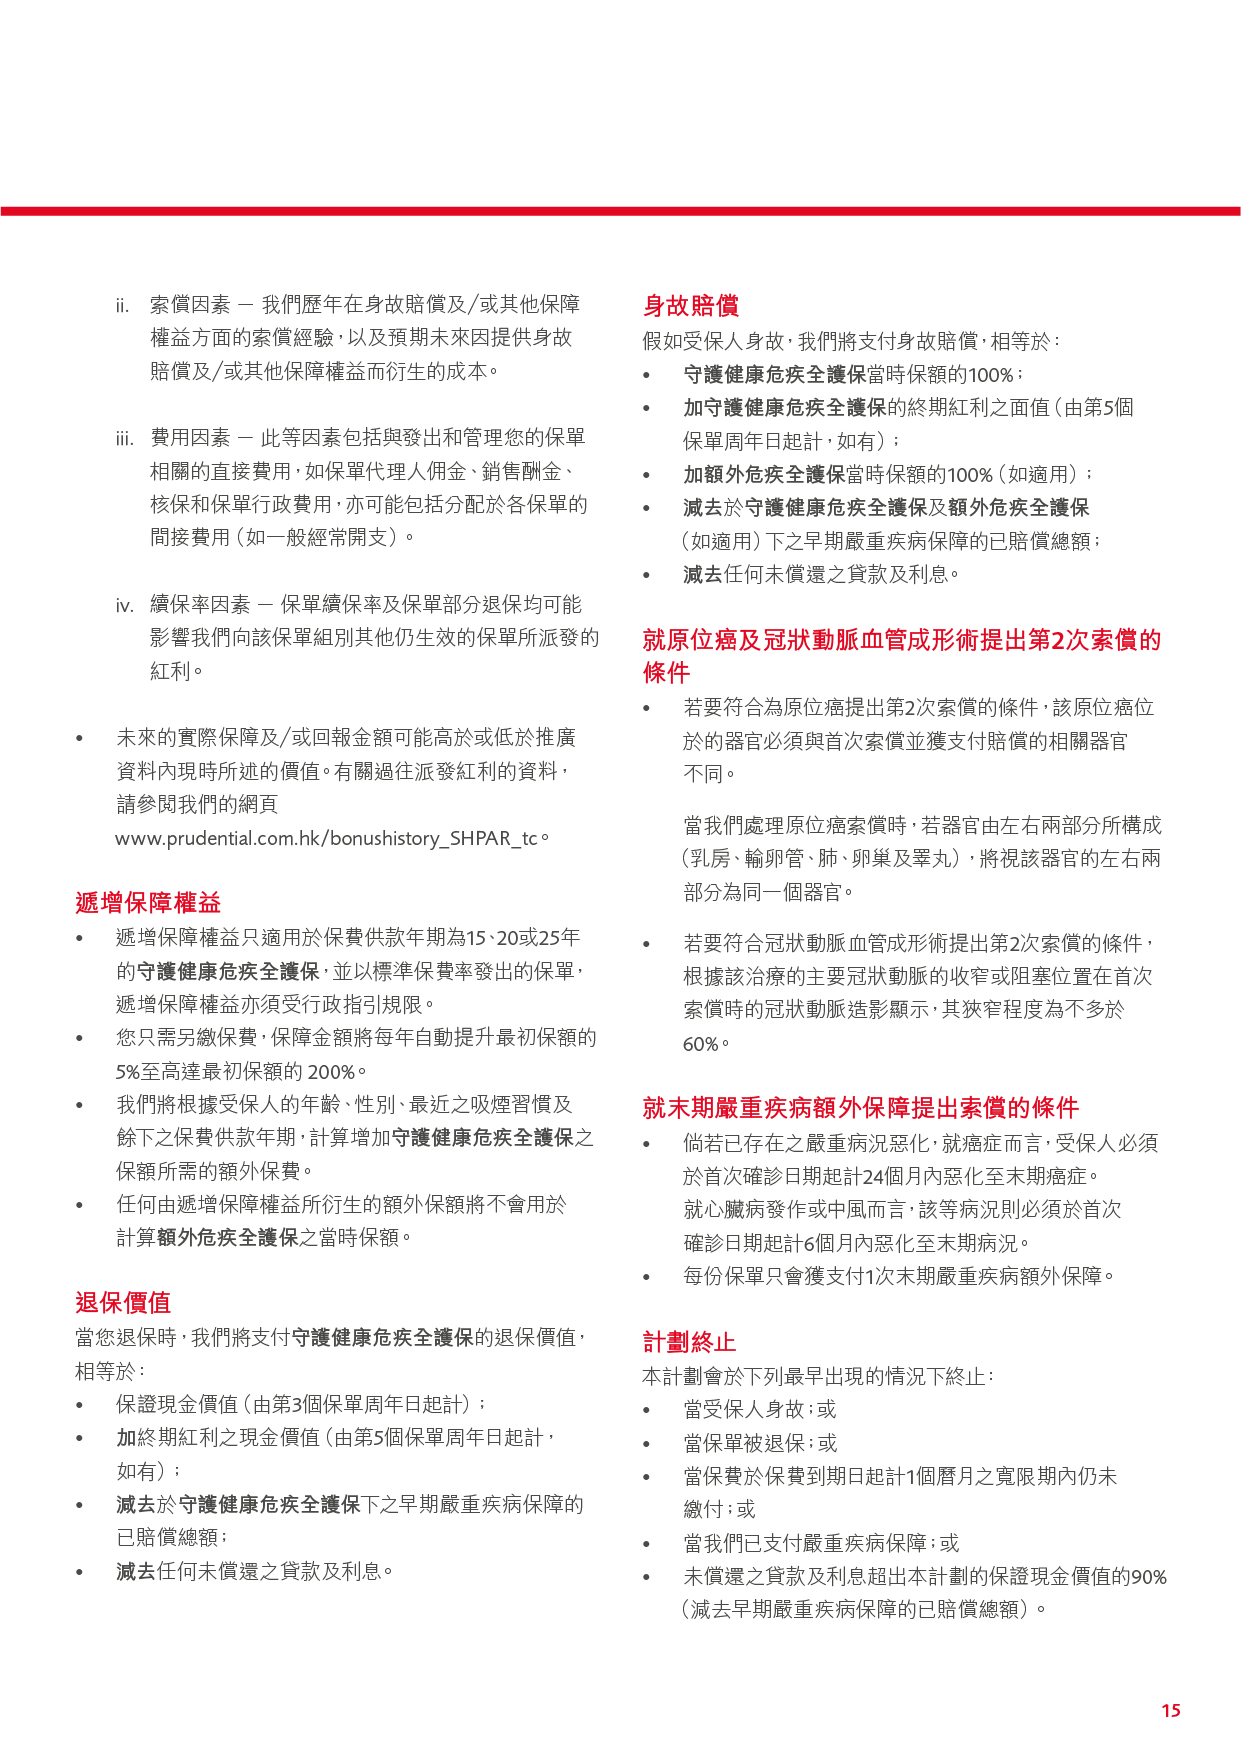 ii. 索償因素 — 我們歷年在身故賠償及/或其他保障
權益方面的索償經驗，以及預期未來因提供身故
賠償及/或其他保障權益而衍生的成本。
iii. 費用因素 — 此等因素包括與發出和管理您的保單
相關的直接費用，如保單代理人佣金、銷售酬金、
核保和保單行政費用，亦可能包括分配於各保單的
間接費用（如一般經常開支）。
iv. 續保率因素 — 保單續保率及保單部分退保均可能
影響我們向該保單組別其他仍生效的保單所派發的
紅利。
• 未來的實際保障及/或回報金額可能高於或低於推廣
資料內現時所述的價值。有關過往派發紅利的資料，
請參閱我們的網頁
www.prudential.com.hk/bonushistory_SHPAR_tc。
遞增保障權益
• 遞增保障權益只適用於保費供款年期為15、20或25年
的守護健康危疾全護保，並以標準保費率發出的保單，
遞增保障權益亦須受行政指引規限。
• 您只需另繳保費，保障金額將每年自動提升最初保額的
5%至高達最初保額的 200%。
• 我們將根據受保人的年齡、性別、最近之吸煙習慣及
餘下之保費供款年期，計算增加守護健康危疾全護保之
保額所需的額外保費。
• 任何由遞增保障權益所衍生的額外保額將不會用於
計算額外危疾全護保之當時保額。
退保價值
當您退保時，我們將支付守護健康危疾全護保的退保價值，
相等於：
• 保證現金價值（由第3個保單周年日起計）；
• 加終期紅利之現金價值（由第5個保單周年日起計，
如有）；
• 減去於守護健康危疾全護保下之早期嚴重疾病保障的
已賠償總額；
• 減去任何未償還之貸款及利息。
身故賠償
假如受保人身故，我們將支付身故賠償，相等於：
• 守護健康危疾全護保當時保額的100%；
• 加守護健康危疾全護保的終期紅利之面值（由第5個
保單周年日起計，如有）；
• 加額外危疾全護保當時保額的100%（如適用）；
• 減去於守護健康危疾全護保及額外危疾全護保
（如適用）下之早期嚴重疾病保障的已賠償總額；
• 減去任何未償還之貸款及利息。
就原位癌及冠狀動脈血管成形術提出第2次索償的
條件
• 若要符合為原位癌提出第2次索償的條件，該原位癌位
於的器官必須與首次索償並獲支付賠償的相關器官
不同。
當我們處理原位癌索償時，若器官由左右兩部分所構成
（乳房、輸卵管、肺、卵巢及睪丸），將視該器官的左右兩
部分為同一個器官。
• 若要符合冠狀動脈血管成形術提出第2次索償的條件，
根據該治療的主要冠狀動脈的收窄或阻塞位置在首次
索償時的冠狀動脈造影顯示，其狹窄程度為不多於
60%。
就末期嚴重疾病額外保障提出索償的條件
• 倘若已存在之嚴重病況惡化，就癌症而言，受保人必須
於首次確診日期起計24個月內惡化至末期癌症。
就心臟病發作或中風而言，該等病況則必須於首次
確診日期起計6個月內惡化至末期病況。
• 每份保單只會獲支付1次末期嚴重疾病額外保障。
計劃終止
本計劃會於下列最早出現的情況下終止：
• 當受保人身故；或
• 當保單被退保；或
• 當保費於保費到期日起計1個曆月之寬限期內仍未
繳付；或
• 當我們已支付嚴重疾病保障；或
• 未償還之貸款及利息超出本計劃的保證現金價值的90%
（減去早期嚴重疾病保障的已賠償總額）。
15